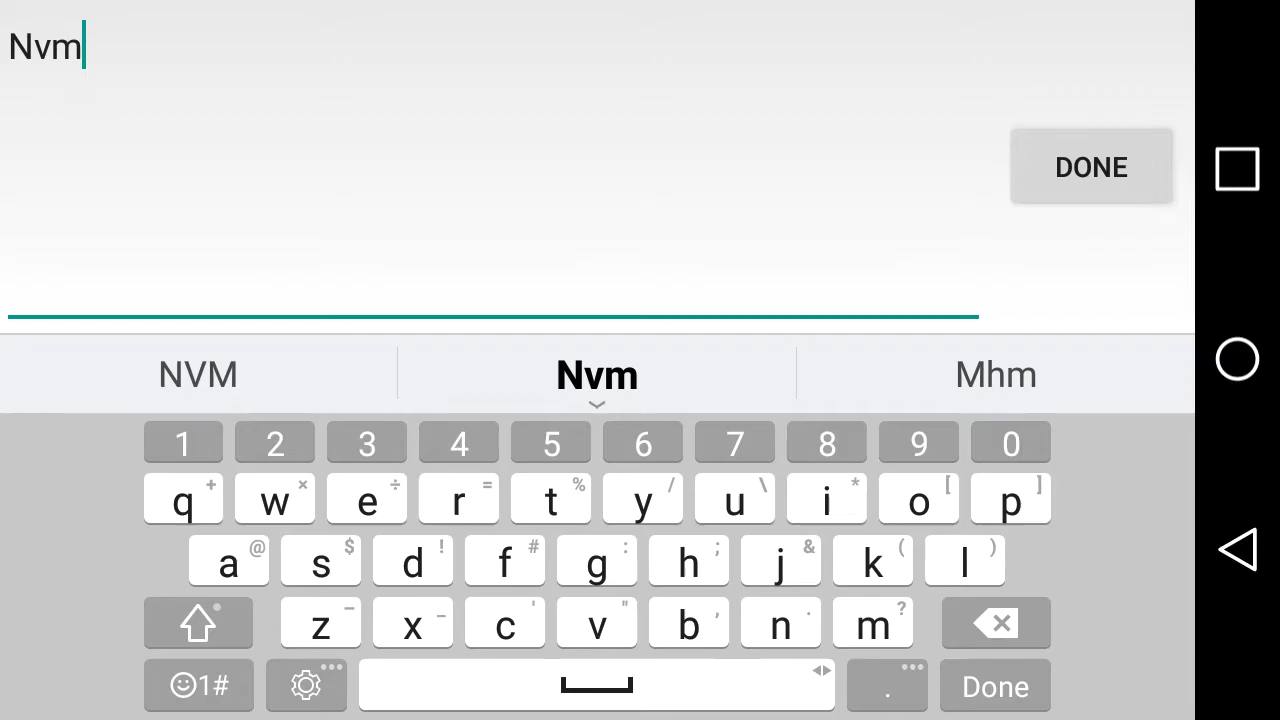 Nvm
DONE
NVM Nvm Mhm
1 2 3 4 5 6 7 8 9 0
q + w × e ÷ r = t % y / u \ i * o [ p ]
a @ s $ d ! f # g : h ; j & k ( l )
z – x _ c ' v " b , n . m ?
1# . Done